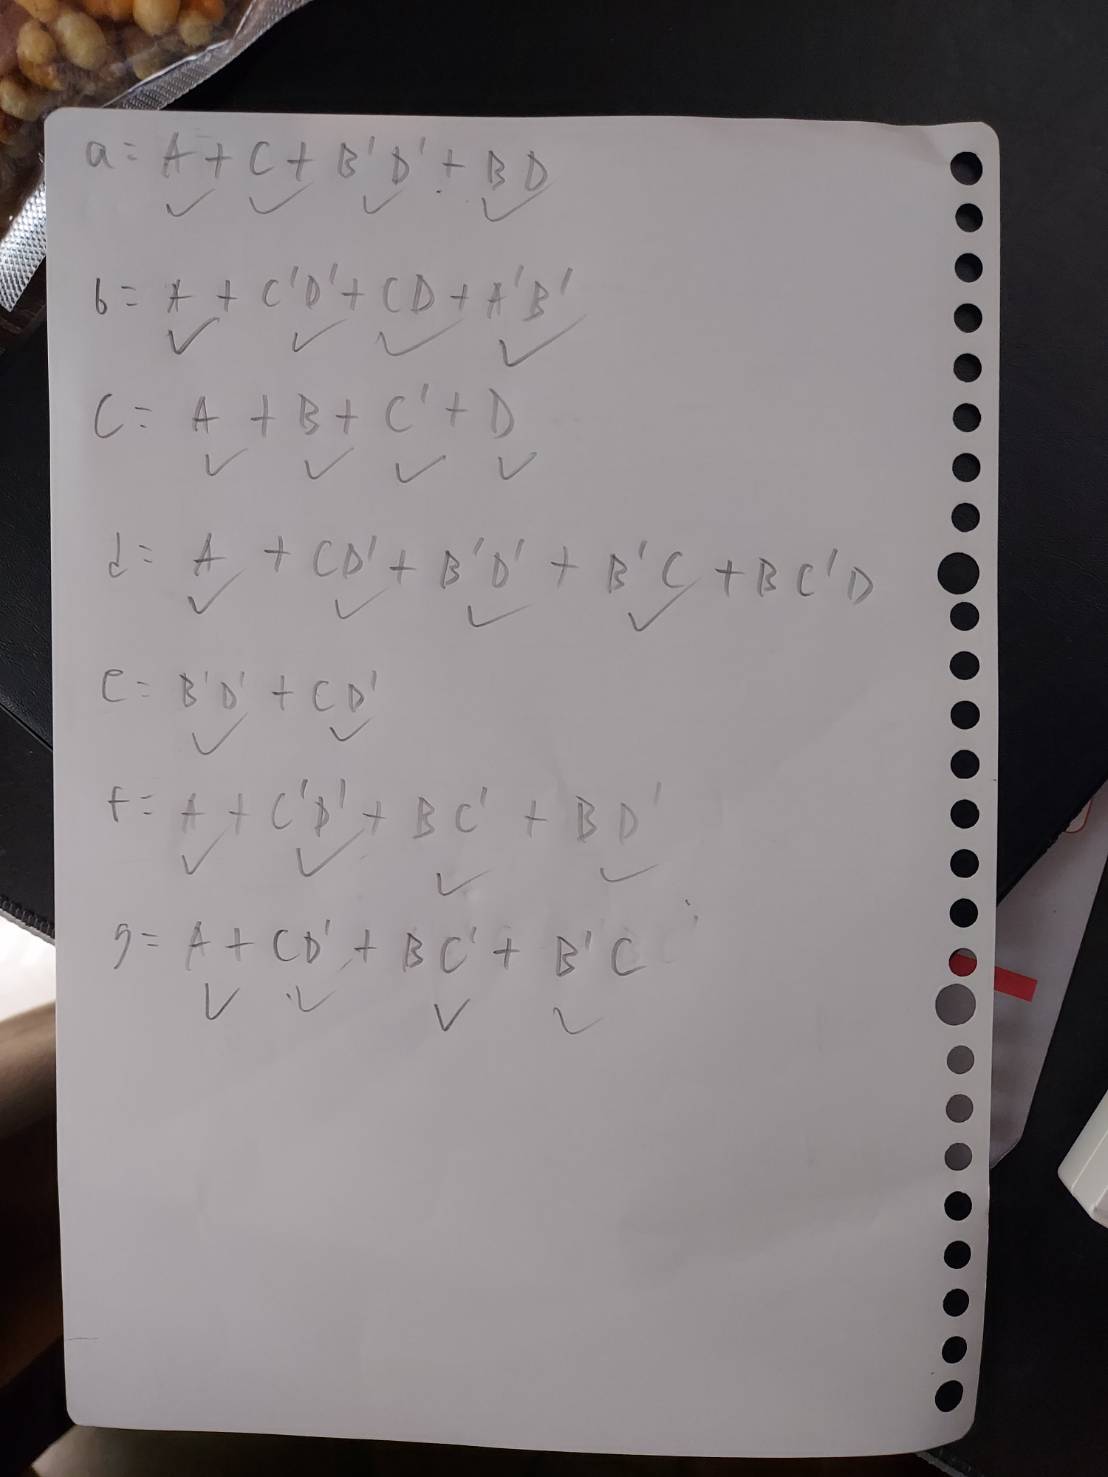 a = A + C + B'D' + BD
b = A + C'D' + CD + A'B'
C = A + B + C' + D
d = A + CD' + B'D' + B'C + BC'D
e = B'D' + CD'
f = A + C'D' + BC' + BD'
g = A + CD' + BC' + B'C